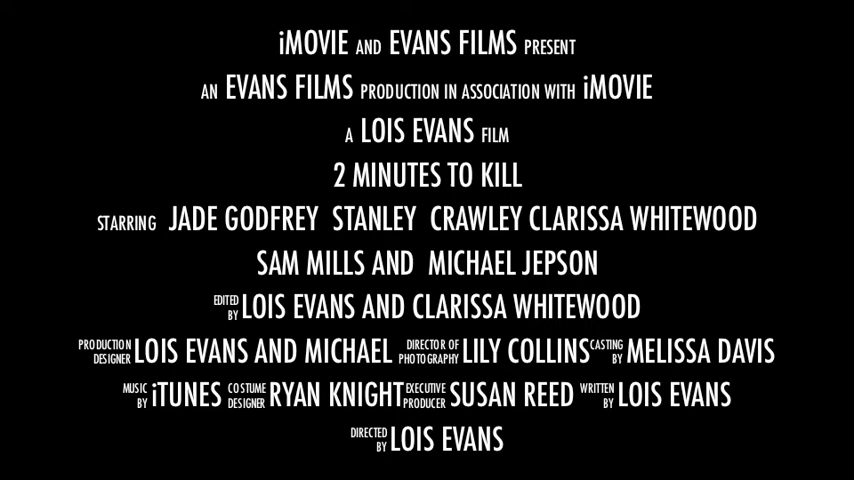 iMOVIE AND EVANS FILMS PRESENT
AN EVANS FILMS PRODUCTION IN ASSOCIATION WITH iMOVIE
A LOIS EVANS FILM
2 MINUTES TO KILL
STARRING JADE GODFREY STANLEY CRAWLEY CLARISSA WHITEWOOD
SAM MILLS AND MICHAEL JEPSON
EDITED BY LOIS EVANS AND CLARISSA WHITEWOOD
PRODUCTION DESIGNER LOIS EVANS AND MICHAEL DIRECTOR OF PHOTOGRAPHY LILY COLLINS CASTING BY MELISSA DAVIS
MUSIC BY iTUNES COSTUME DESIGNER RYAN KNIGHT EXECUTIVE PRODUCER SUSAN REED WRITTEN BY LOIS EVANS
DIRECTED BY LOIS EVANS